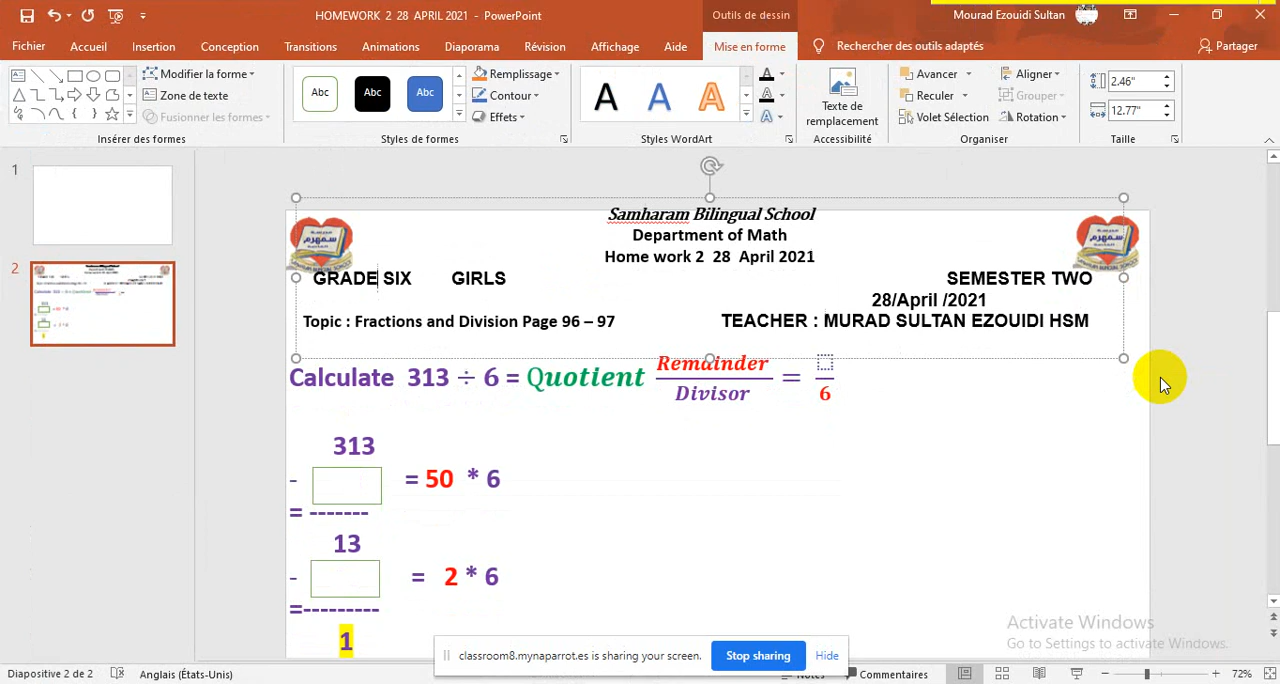 HOMEWORK 2 28 APRIL 2021 - PowerPoint
Outils de dessin
Mourad Ezouidi Sultan
Fichier Accueil Insertion Conception Transitions Animations Diaporama Révision Affichage Aide Mise en forme Rechercher des outils adaptés Partager
Modifier la forme
Zone de texte
Fusionner les formes
Insérer des formes
Abc Abc Abc
Remplissage
Contour
Effets
Styles de formes
A A A
A
A
A
Styles WordArt
Texte de
remplacement
Accessibilité
Avancer
Reculer
Volet Sélection
Aligner
Grouper
Rotation
Organiser
2.46"
12.77"
Taille
1
2
Samharam Bilingual School
Department of Math
Home work 2 28 April 2021
GRADE SIX GIRLS SEMESTER TWO
28/April /2021
Topic : Fractions and Division Page 96 – 97 TEACHER : MURAD SULTAN EZOUIDI HSM
Calculate 313 ÷ 6 = Quotient Remainder/Divisor = ⬚/6
313
- = 50 * 6
= -------
13
- = 2 * 6
=---------
1
Activate Windows
Go to Settings to activate Windows.
classroom8.mynaparrot.es is sharing your screen. Stop sharing Hide
Diapositive 2 de 2 Anglais (États-Unis) Notes Commentaires 72%